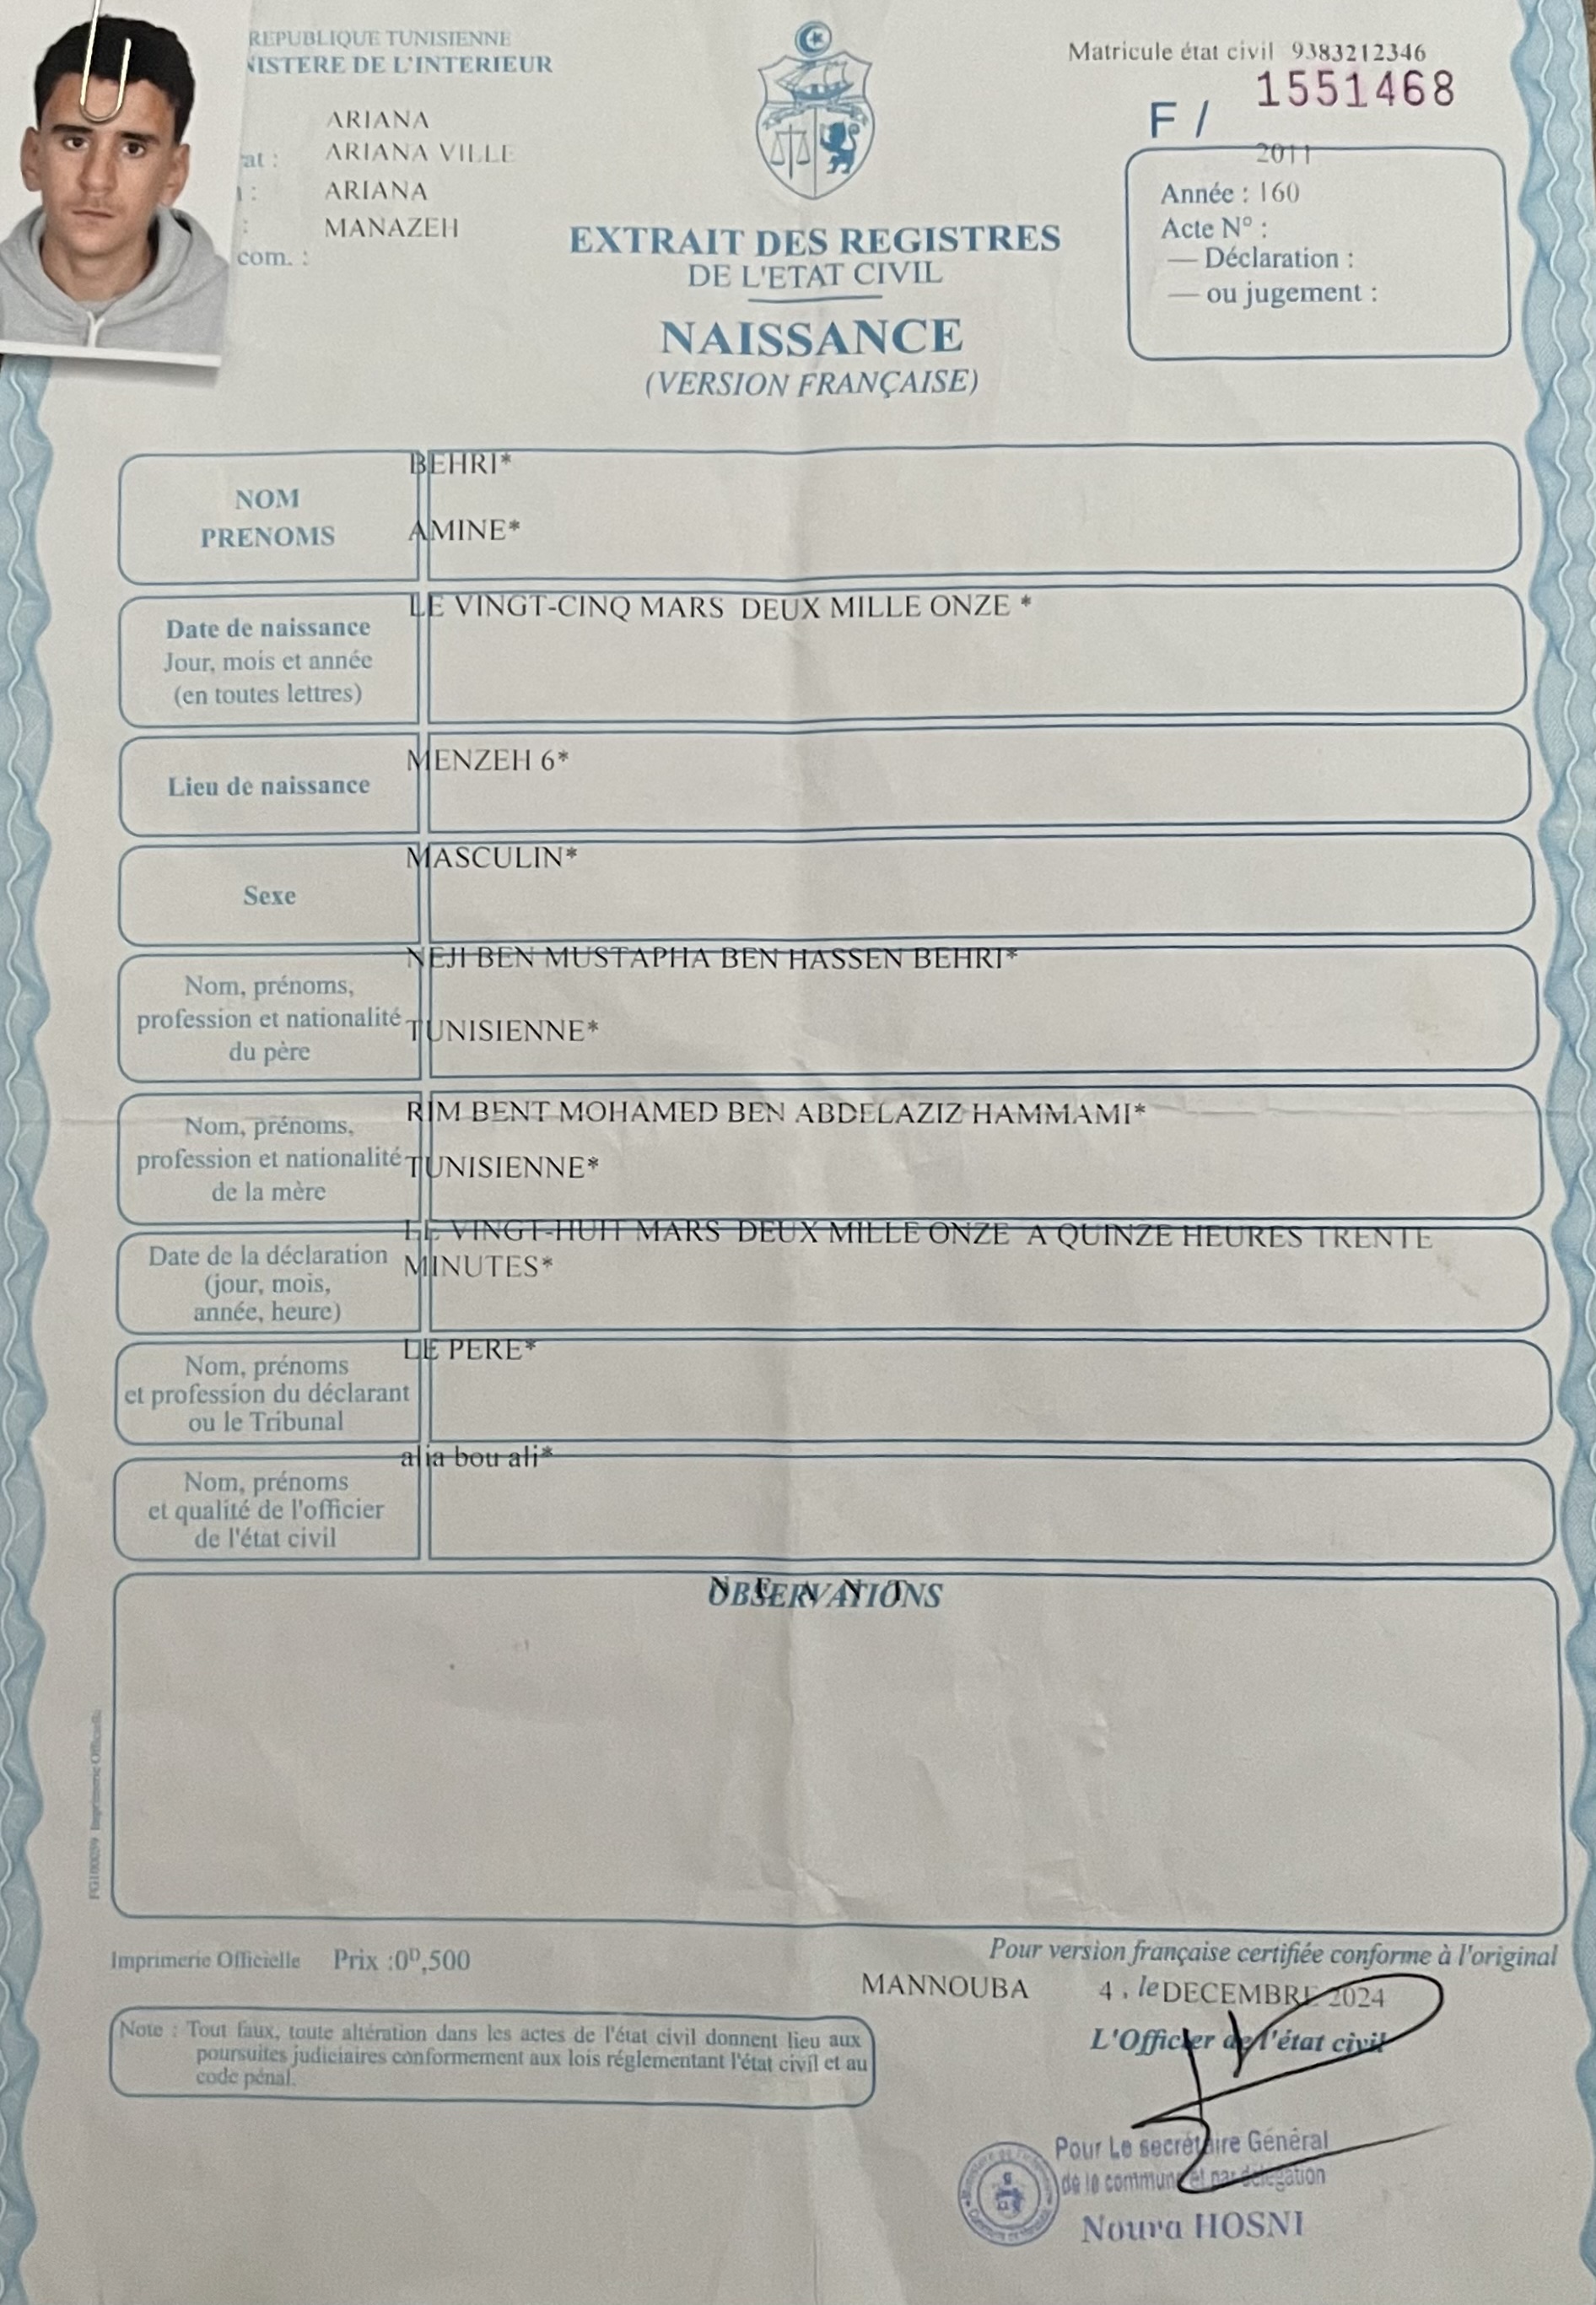 REPUBLIQUE TUNISIENNE
NISTERE DE L'INTERIEUR
ARIANA
at : ARIANA VILLE
: ARIANA
: MANAZEH
com. :
Matricule état civil 9383212346
1551468
F /
2011
Année : 160
Acte N° :
— Déclaration :
— ou jugement :
EXTRAIT DES REGISTRES
DE L'ETAT CIVIL
NAISSANCE
(VERSION FRANÇAISE)
NOM
PRENOMS
BEHRI*
AMINE*
Date de naissance
Jour, mois et année
(en toutes lettres)
LE VINGT-CINQ MARS DEUX MILLE ONZE *
Lieu de naissance
MENZEH 6*
Sexe
MASCULIN*
Nom, prénoms,
profession et nationalité
du père
NEJI BEN MUSTAPHA BEN HASSEN BEHRI*
TUNISIENNE*
Nom, prénoms,
profession et nationalité
de la mère
RIM BENT MOHAMED BEN ABDELAZIZ HAMMAMI*
TUNISIENNE*
Date de la déclaration
(jour, mois,
année, heure)
LE VINGT-HUIT MARS DEUX MILLE ONZE A QUINZE HEURES TRENTE
MINUTES*
Nom, prénoms
et profession du déclarant
ou le Tribunal
LE PERE*
Nom, prénoms
et qualité de l'officier
de l'état civil
alia bou ali*
OBSERVATIONS
N E A N T
Imprimerie Officielle Prix :0ᴰ,500
Pour version française certifiée conforme à l'original
MANNOUBA 4 , le DECEMBRE 2024
L'Officier de l'état civil
Note : Tout faux, toute altération dans les actes de l'état civil donnent lieu aux
poursuites judiciaires conformement aux lois réglementant l'état civil et au
code pénal.
Pour Le secrétaire Général
de la commune et par délégation
Noura HOSNI